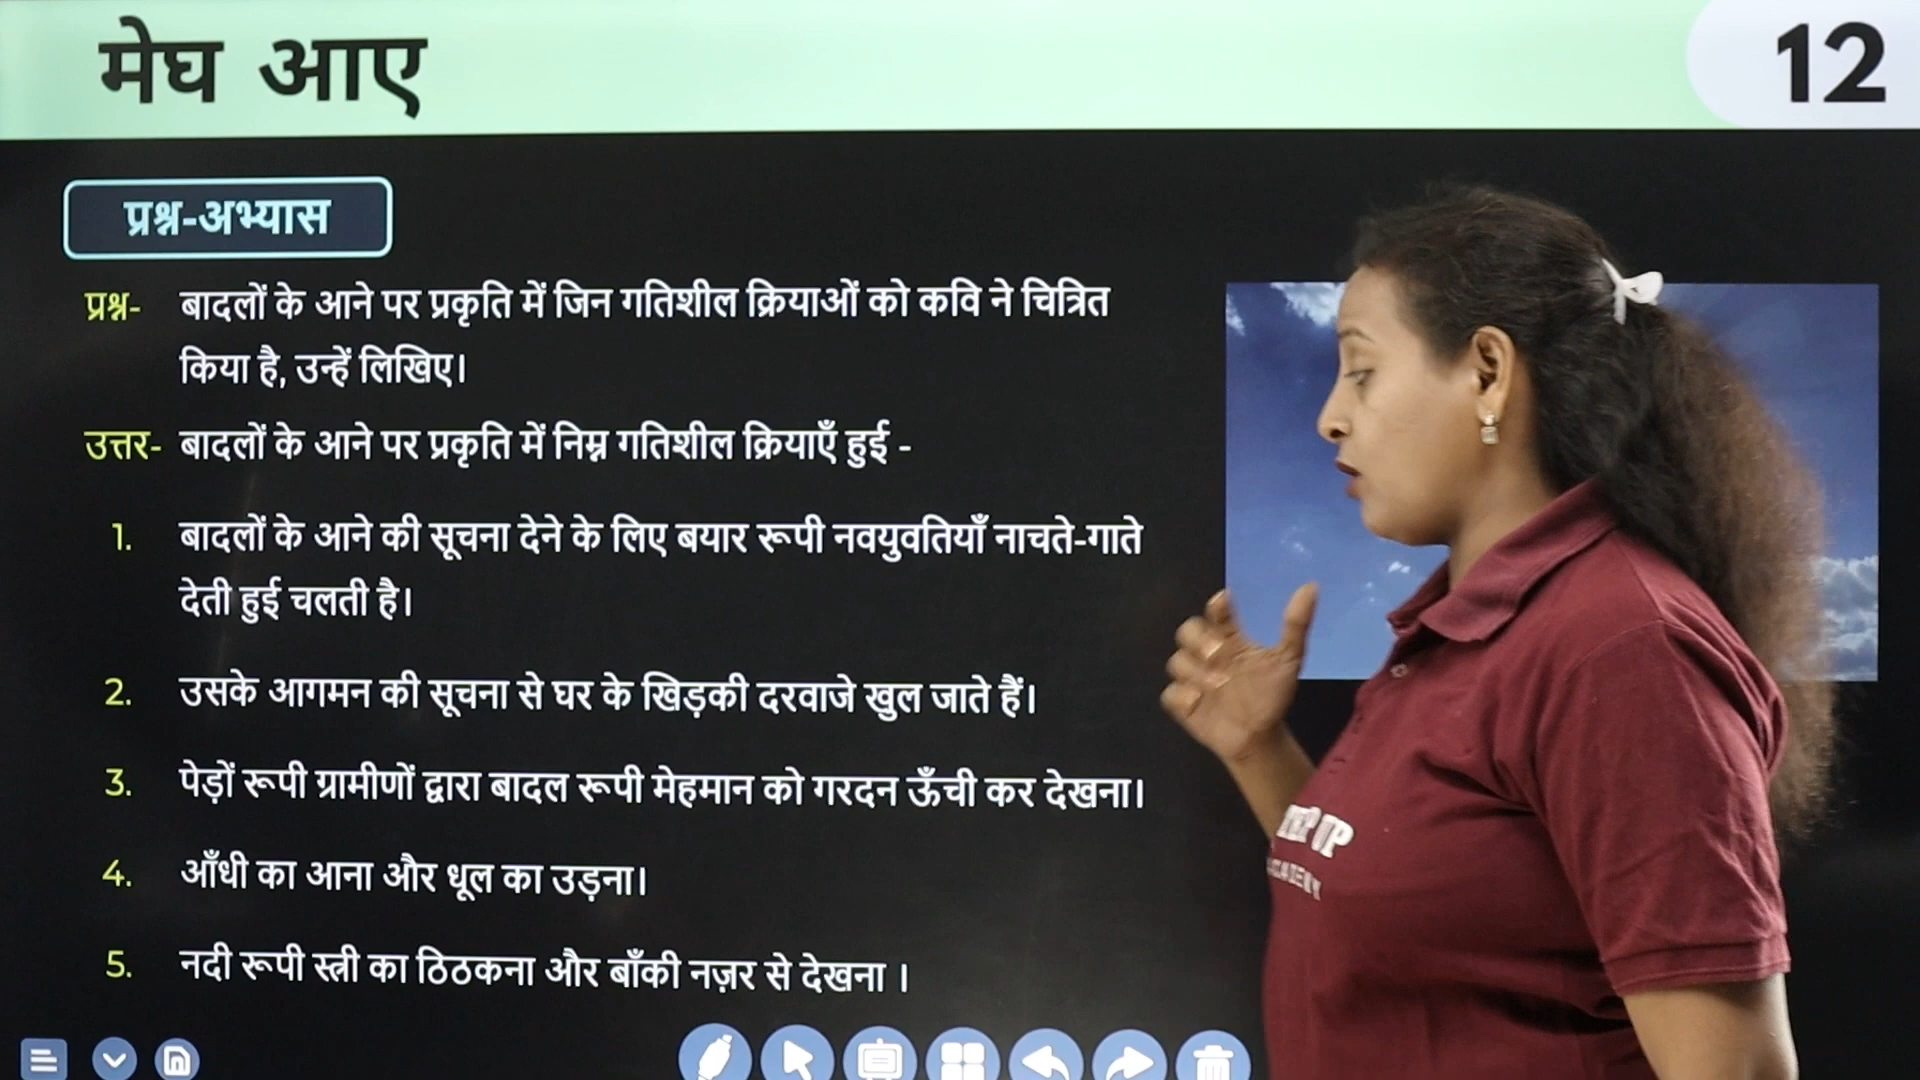 मेघ आए
12
प्रश्न-अभ्यास
प्रश्न- बादलों के आने पर प्रकृति में जिन गतिशील क्रियाओं को कवि ने चित्रित
किया है, उन्हें लिखिए।
उत्तर- बादलों के आने पर प्रकृति में निम्न गतिशील क्रियाएँ हुई -
1. बादलों के आने की सूचना देने के लिए बयार रूपी नवयुवतियाँ नाचते-गाते
देती हुई चलती है।
2. उसके आगमन की सूचना से घर के खिड़की दरवाजे खुल जाते हैं।
3. पेड़ों रूपी ग्रामीणों द्वारा बादल रूपी मेहमान को गरदन ऊँची कर देखना।
4. आँधी का आना और धूल का उड़ना।
5. नदी रूपी स्त्री का ठिठकना और बाँकी नज़र से देखना ।
UP